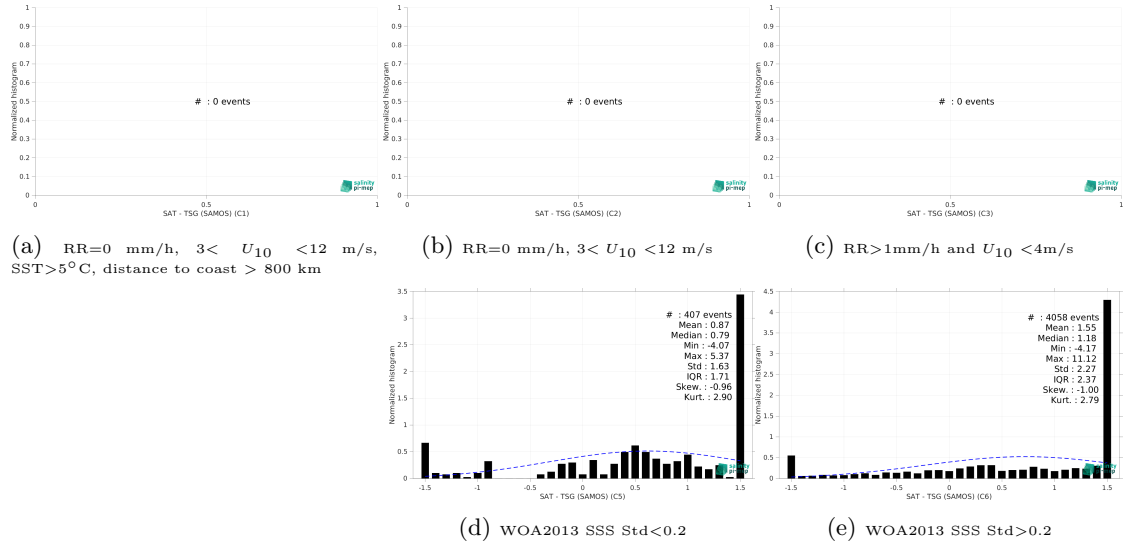 1
0.9
0.8
0.7
0.6
0.5
0.4
0.3
0.2
0.1
0
Normalized histogram
# : 0 events
salinity
pi-mep
0 0.5 1
SAT - TSG (SAMOS) (C1)
(a) RR=0 mm/h, 3< U10 <12 m/s,
SST>5°C, distance to coast > 800 km
1
0.9
0.8
0.7
0.6
0.5
0.4
0.3
0.2
0.1
0
Normalized histogram
# : 0 events
salinity
pi-mep
0 0.5 1
SAT - TSG (SAMOS) (C2)
(b) RR=0 mm/h, 3< U10 <12 m/s
1
0.9
0.8
0.7
0.6
0.5
0.4
0.3
0.2
0.1
0
Normalized histogram
# : 0 events
salinity
pi-mep
0 0.5 1
SAT - TSG (SAMOS) (C3)
(c) RR>1mm/h and U10 <4m/s
3.5
3
2.5
2
1.5
1
0.5
0
Normalized histogram
# : 407 events
Mean : 0.87
Median : 0.79
Min : -4.07
Max : 5.37
Std : 1.63
IQR : 1.71
Skew. : -0.96
Kurt. : 2.90
salinity
pi-mep
-1.5 -1 -0.5 0 0.5 1 1.5
SAT - TSG (SAMOS) (C5)
(d) WOA2013 SSS Std<0.2
4.5
4
3.5
3
2.5
2
1.5
1
0.5
0
Normalized histogram
# : 4058 events
Mean : 1.55
Median : 1.18
Min : -4.17
Max : 11.12
Std : 2.27
IQR : 2.37
Skew. : -1.00
Kurt. : 2.79
salinity
pi-mep
-1.5 -1 -0.5 0 0.5 1 1.5
SAT - TSG (SAMOS) (C6)
(e) WOA2013 SSS Std>0.2